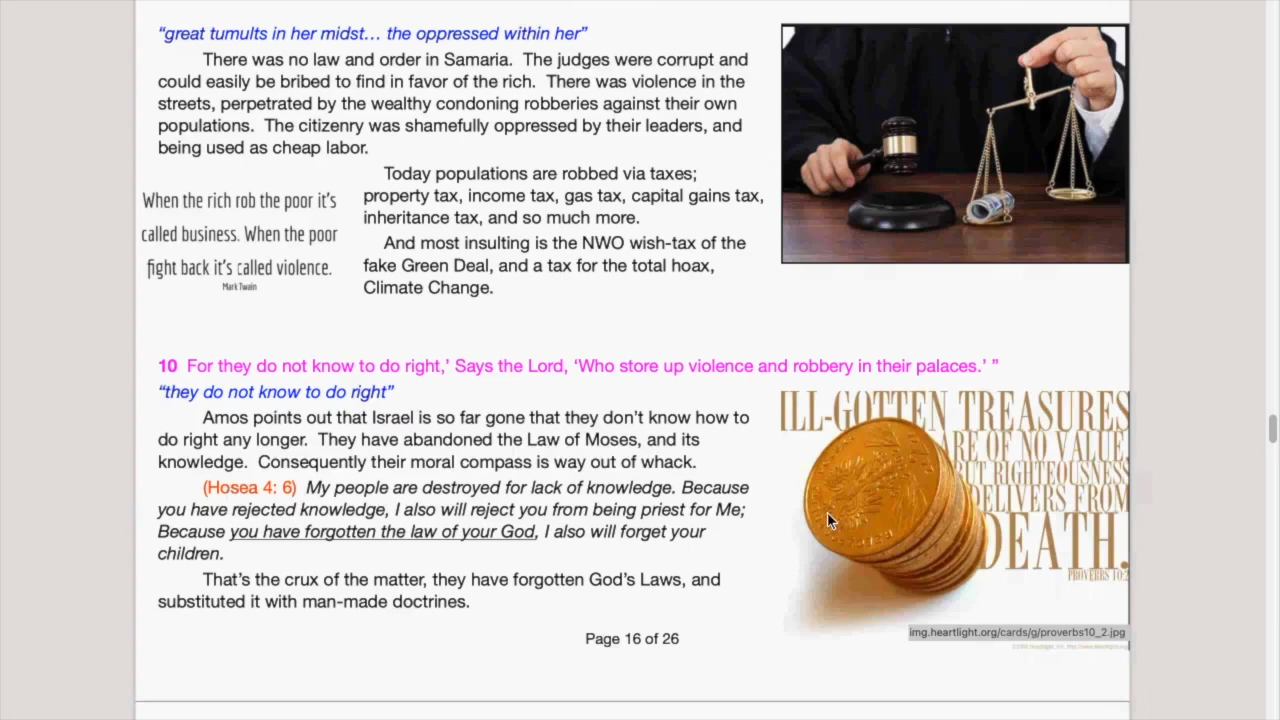 “great tumults in her midst… the oppressed within her”
There was no law and order in Samaria. The judges were corrupt and
could easily be bribed to find in favor of the rich. There was violence in the
streets, perpetrated by the wealthy condoning robberies against their own
populations. The citizenry was shamefully oppressed by their leaders, and
being used as cheap labor.
Today populations are robbed via taxes;
property tax, income tax, gas tax, capital gains tax,
inheritance tax, and so much more.
And most insulting is the NWO wish-tax of the
fake Green Deal, and a tax for the total hoax,
Climate Change.
When the rich rob the poor it’s
called business. When the poor
fight back it’s called violence.
Mark Twain
10 For they do not know to do right,’ Says the Lord, ‘Who store up violence and robbery in their palaces.’ ”
“they do not know to do right”
Amos points out that Israel is so far gone that they don’t know how to
do right any longer. They have abandoned the Law of Moses, and its
knowledge. Consequently their moral compass is way out of whack.
(Hosea 4: 6) My people are destroyed for lack of knowledge. Because
you have rejected knowledge, I also will reject you from being priest for Me;
Because you have forgotten the law of your God, I also will forget your
children.
That’s the crux of the matter, they have forgotten God’s Laws, and
substituted it with man-made doctrines.
ILL-GOTTEN TREASURES
ARE OF NO VALUE,
BUT RIGHTEOUSNESS
DELIVERS FROM
DEATH.
PROVERBS 10:2
img.heartlight.org/cards/g/proverbs10_2.jpg
Page 16 of 26